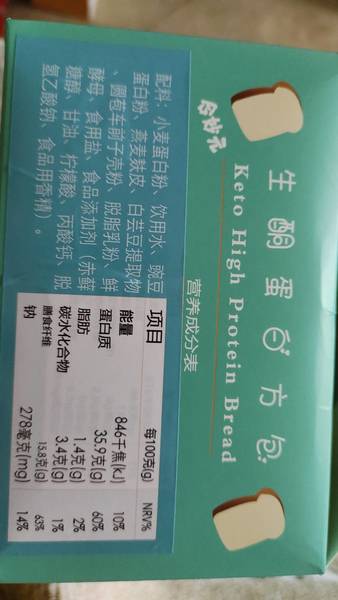 合妙元
生酮蛋白方包
Keto High Protein Bread
营养成分表
项目 每100克(g) NRV%
能量 846千焦(kJ) 10%
蛋白质 35.9克(g) 60%
脂肪 1.4克(g) 2%
碳水化合物 3.4克(g) 1%
膳食纤维 15.8克(g) 63%
钠 278毫克(mg) 14%
配料：小麦蛋白粉、饮用水、豌豆
蛋白粉、燕麦麸皮、白芸豆提取物
、圆苞车前子壳粉、脱脂乳粉、鲜
酵母、食用盐、食品添加剂（赤藓
糖醇、甘油、柠檬酸、丙酸钙、脱
氢乙酸钠、食品用香精）。